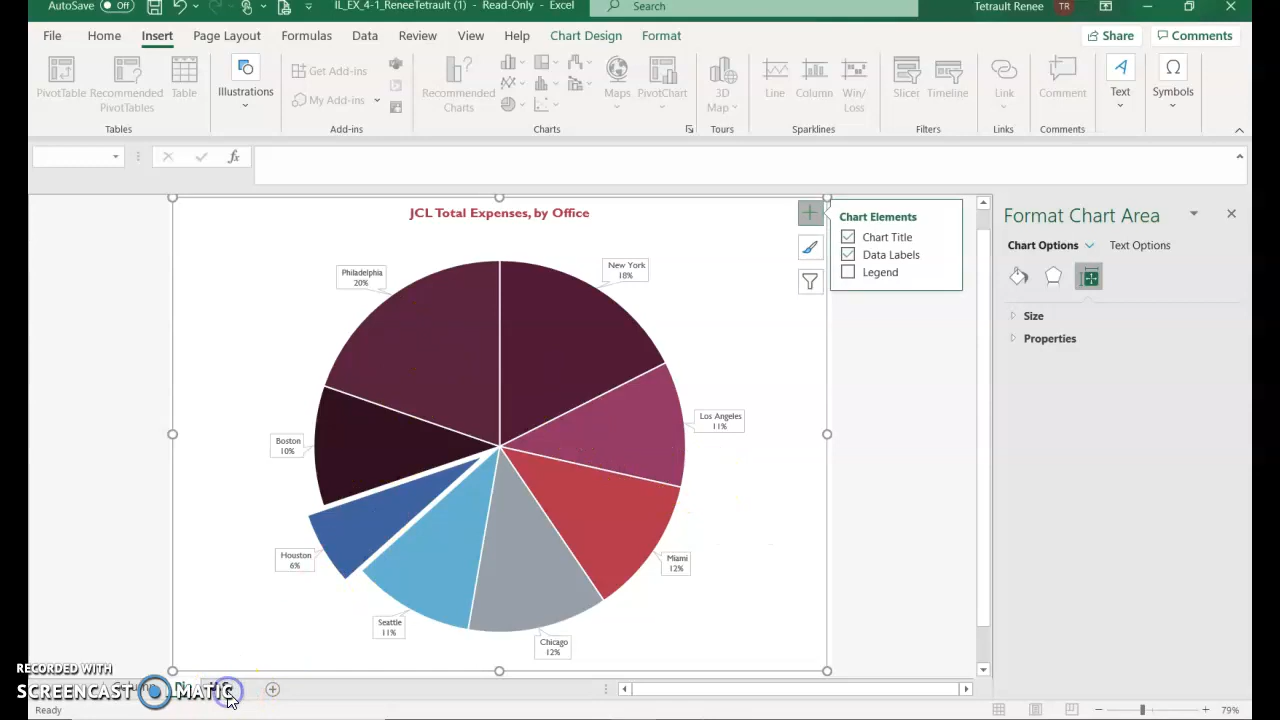 AutoSave Off IL_EX_4-1_ReneeTetrault (1) - Read-Only - Excel Search Tetrault Renee TR
File Home Insert Page Layout Formulas Data Review View Help Chart Design Format Share Comments
PivotTable Recommended PivotTables Table Illustrations Get Add-ins My Add-ins Recommended Charts Maps PivotChart 3D Map Line Column Win/Loss Slicer Timeline Link Comment Text Symbols
Tables Add-ins Charts Tours Sparklines Filters Links Comments
fx
JCL Total Expenses, by Office
Chart Elements
Chart Title
Data Labels
Legend
Format Chart Area
Chart Options Text Options
Size
Properties
Philadelphia
20%
New York
18%
Los Angeles
11%
Boston
10%
Houston
6%
Miami
12%
Seattle
11%
Chicago
12%
RECORDED WITH
SCREENCAST MATIC
Ready 79%